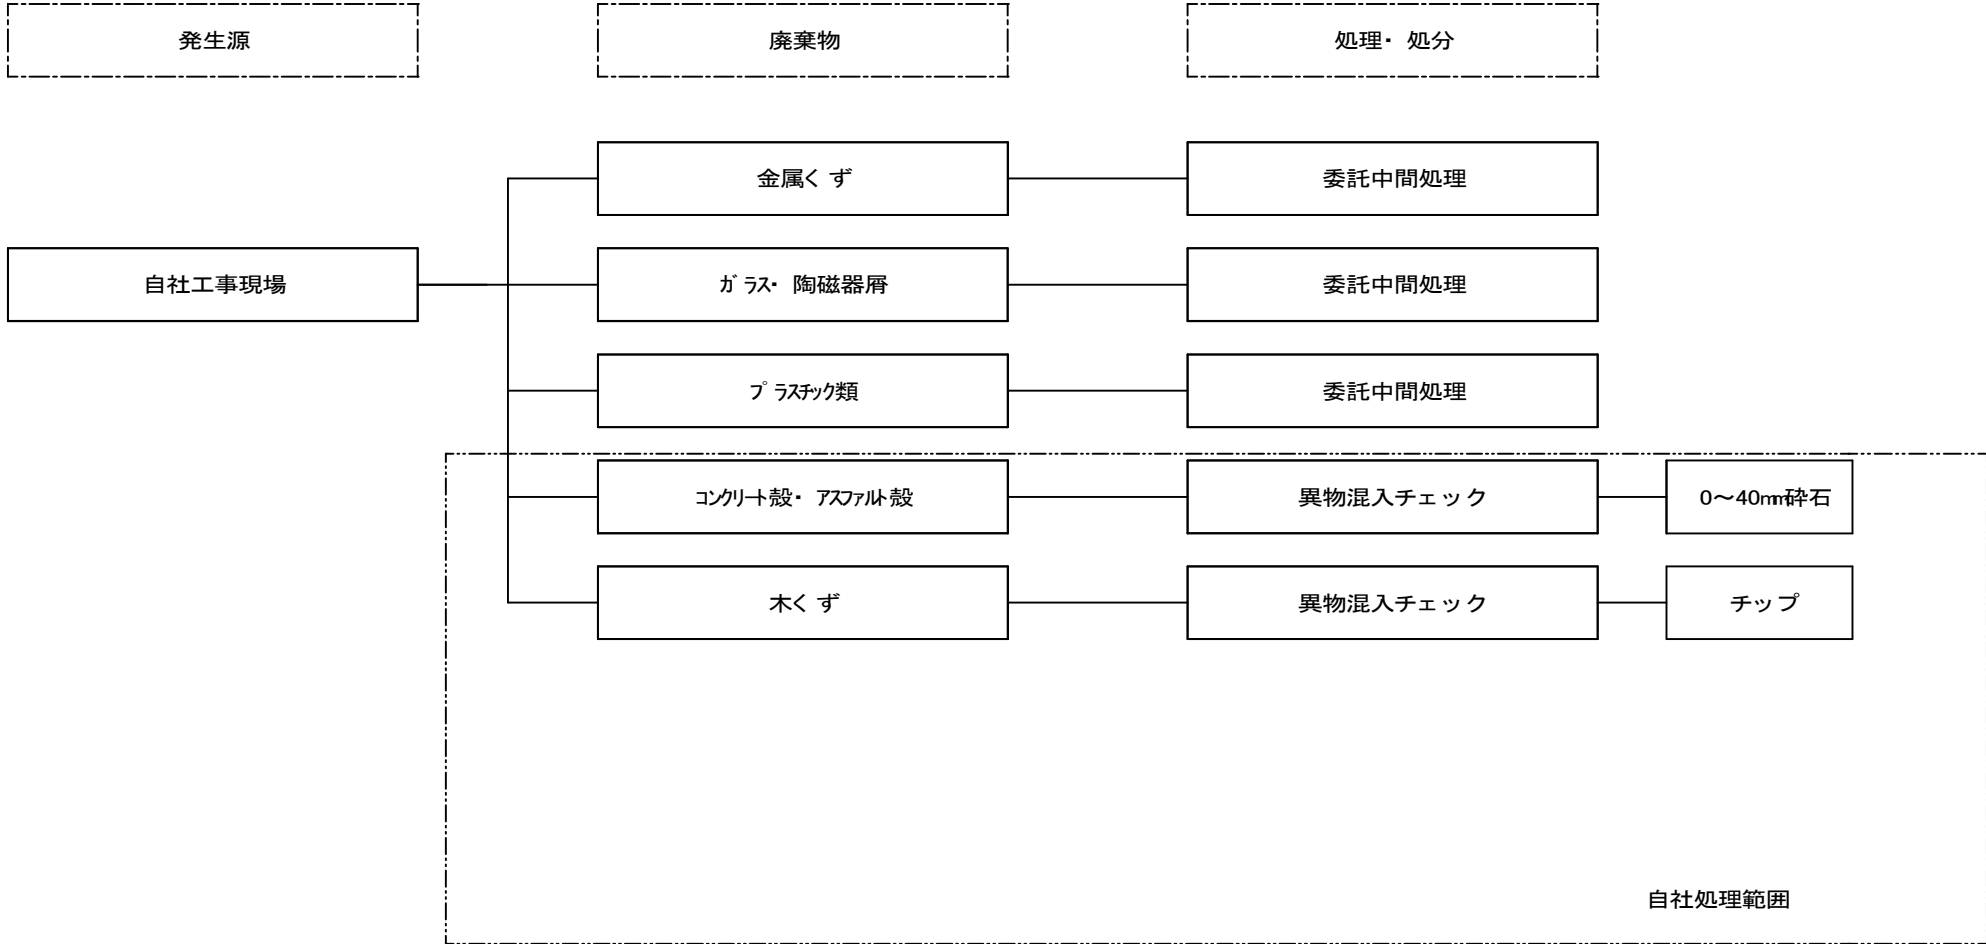 発生源
廃棄物
処理・処分
金属くず
委託中間処理
自社工事現場
ガラス・陶磁器屑
委託中間処理
プラスチック類
委託中間処理
コンクリート殻・アスファルト殻
異物混入チェック
0～40mm砕石
木くず
異物混入チェック
チップ
自社処理範囲